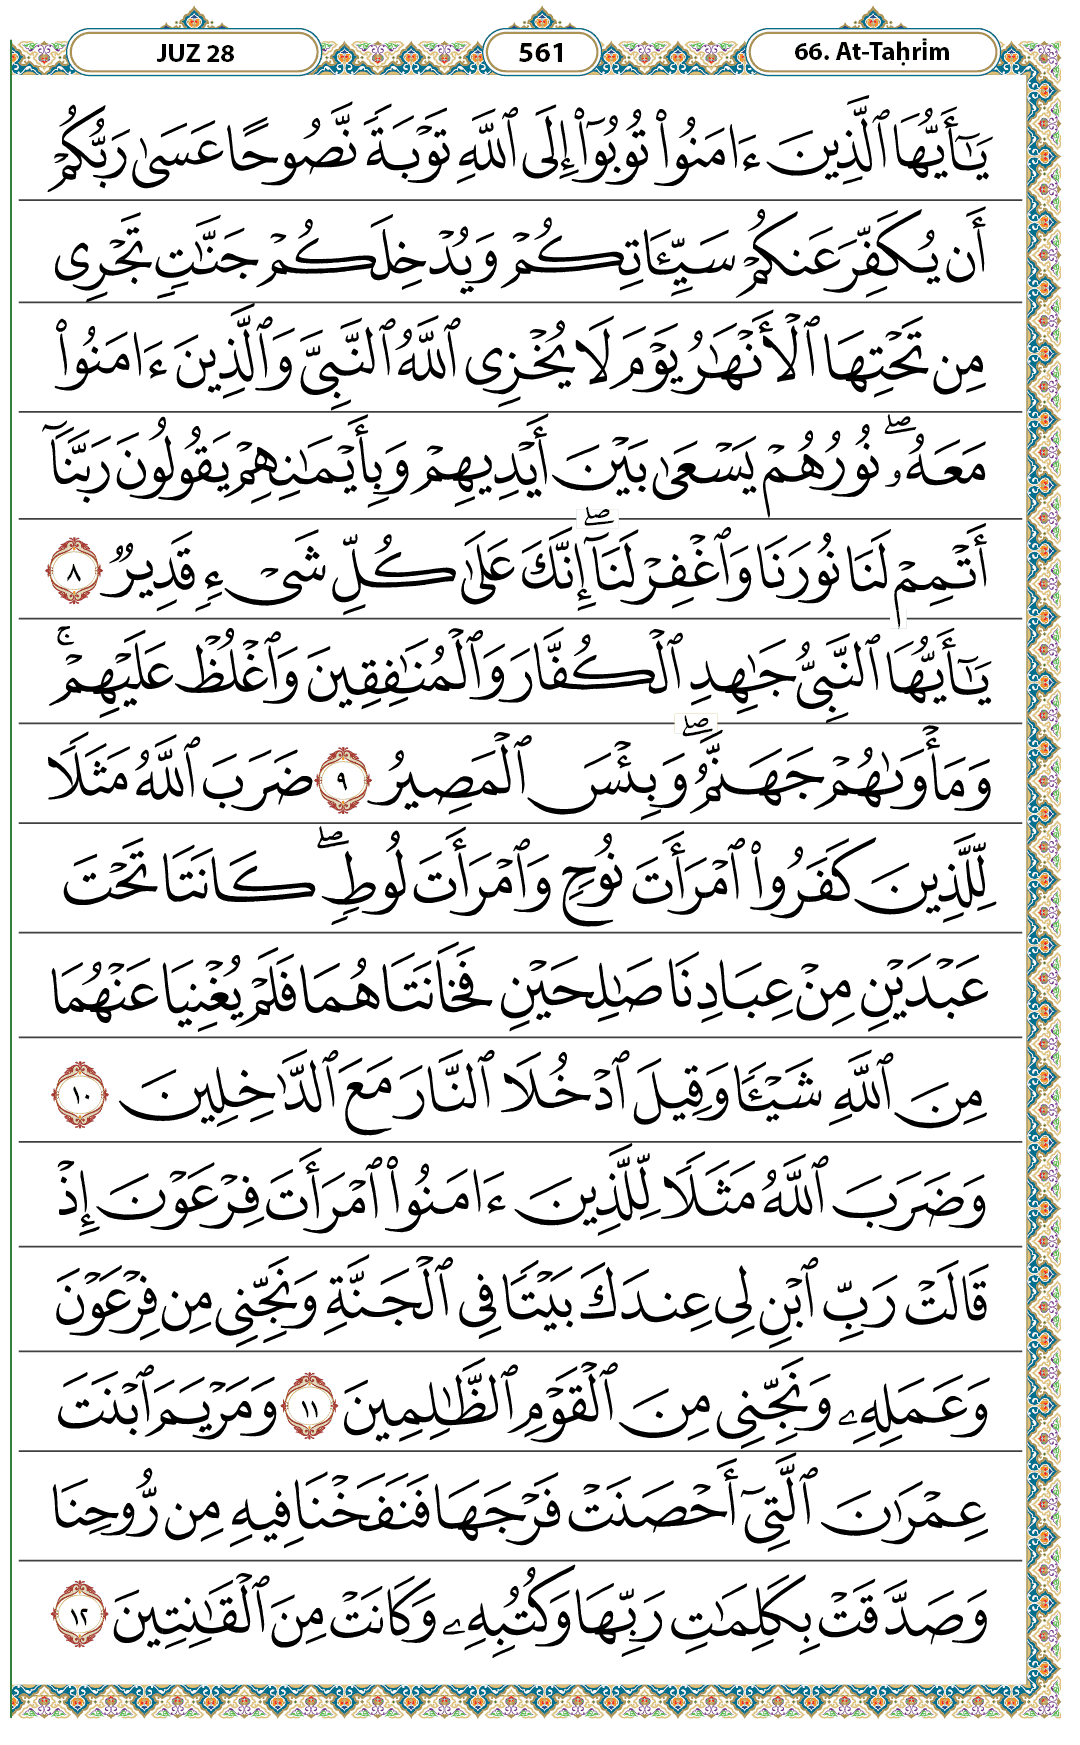 JUZ 28 561 66. At-Taḥrim
يَـٰٓأَيُّهَا ٱلَّذِينَ ءَامَنُوا۟ تُوبُوٓا۟ إِلَى ٱللَّهِ تَوْبَةً نَّصُوحًا عَسَىٰ رَبُّكُمْ
أَن يُكَفِّرَ عَنكُمْ سَيِّـَٔاتِكُمْ وَيُدْخِلَكُمْ جَنَّـٰتٍ تَجْرِى
مِن تَحْتِهَا ٱلْأَنْهَـٰرُ يَوْمَ لَا يُخْزِى ٱللَّهُ ٱلنَّبِىَّ وَٱلَّذِينَ ءَامَنُوا۟
مَعَهُۥ ۖ نُورُهُمْ يَسْعَىٰ بَيْنَ أَيْدِيهِمْ وَبِأَيْمَـٰنِهِمْ يَقُولُونَ رَبَّنَآ
أَتْمِمْ لَنَا نُورَنَا وَٱغْفِرْ لَنَآ ۖ إِنَّكَ عَلَىٰ كُلِّ شَىْءٍ قَدِيرٌ ٨
يَـٰٓأَيُّهَا ٱلنَّبِىُّ جَـٰهِدِ ٱلْكُفَّارَ وَٱلْمُنَـٰفِقِينَ وَٱغْلُظْ عَلَيْهِمْ ۚ
وَمَأْوَىٰهُمْ جَهَنَّمُ ۖ وَبِئْسَ ٱلْمَصِيرُ ٩ ضَرَبَ ٱللَّهُ مَثَلًا
لِّلَّذِينَ كَفَرُوا۟ ٱمْرَأَتَ نُوحٍ وَٱمْرَأَتَ لُوطٍ ۖ كَانَتَا تَحْتَ
عَبْدَيْنِ مِنْ عِبَادِنَا صَـٰلِحَيْنِ فَخَانَتَاهُمَا فَلَمْ يُغْنِيَا عَنْهُمَا
مِنَ ٱللَّهِ شَيْـًٔا وَقِيلَ ٱدْخُلَا ٱلنَّارَ مَعَ ٱلدَّٰخِلِينَ ١٠
وَضَرَبَ ٱللَّهُ مَثَلًا لِّلَّذِينَ ءَامَنُوا۟ ٱمْرَأَتَ فِرْعَوْنَ إِذْ
قَالَتْ رَبِّ ٱبْنِ لِى عِندَكَ بَيْتًا فِى ٱلْجَنَّةِ وَنَجِّنِى مِن فِرْعَوْنَ
وَعَمَلِهِۦ وَنَجِّنِى مِنَ ٱلْقَوْمِ ٱلظَّـٰلِمِينَ ١١ وَمَرْيَمَ ٱبْنَتَ
عِمْرَٰنَ ٱلَّتِىٓ أَحْصَنَتْ فَرْجَهَا فَنَفَخْنَا فِيهِ مِن رُّوحِنَا
وَصَدَّقَتْ بِكَلِمَـٰتِ رَبِّهَا وَكُتُبِهِۦ وَكَانَتْ مِنَ ٱلْقَـٰنِتِينَ ١٢